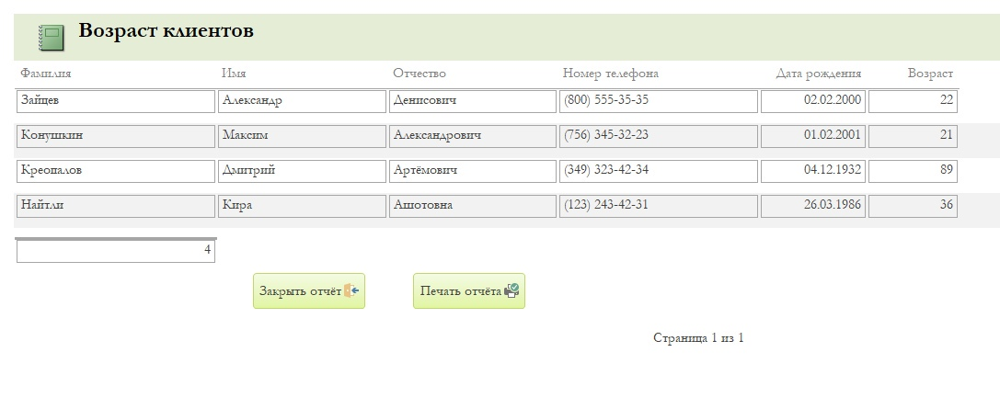 Возраст клиентов
Фамилия Имя Отчество Номер телефона Дата рождения Возраст
Зайцев Александр Денисович (800) 555-35-35 02.02.2000 22
Конушкин Максим Александрович (756) 345-32-23 01.02.2001 21
Креопалов Дмитрий Артёмович (349) 323-42-34 04.12.1932 89
Найтли Кира Ашотовна (123) 243-42-31 26.03.1986 36
4
Закрыть отчёт Печать отчёта
Страница 1 из 1